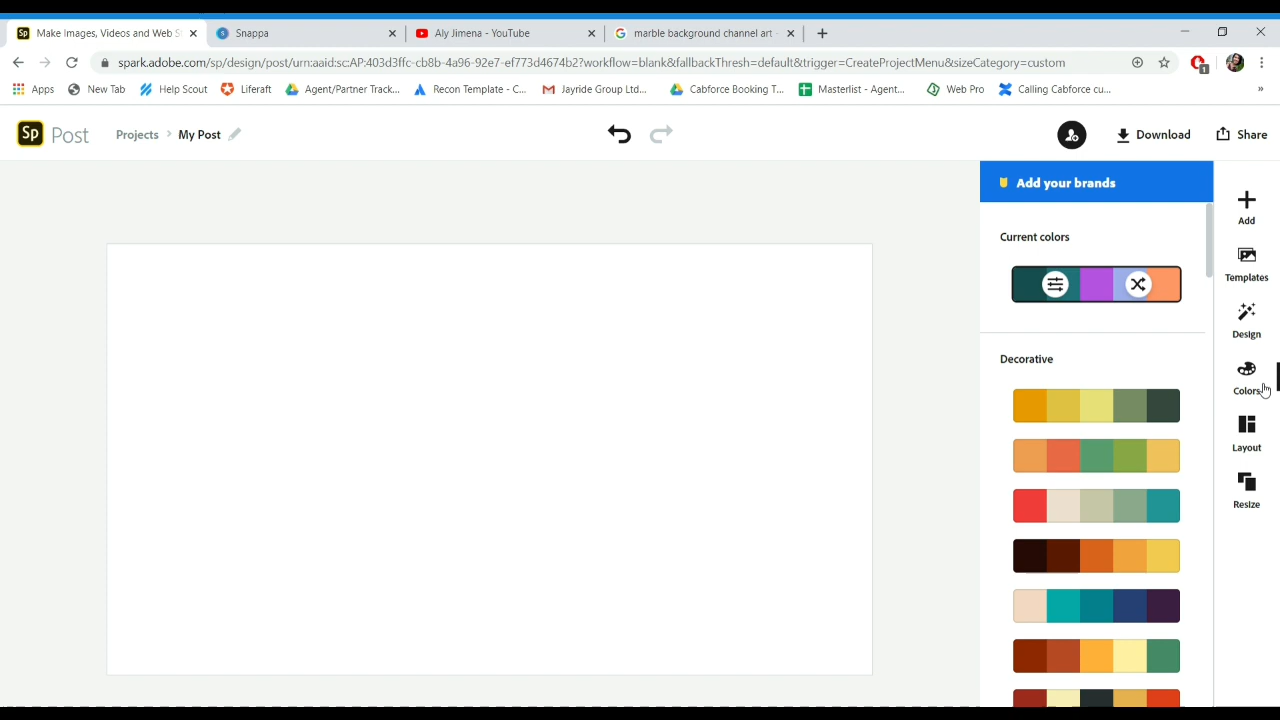 Sp Make Images, Videos and Web S
S Snappa
Aly Jimena - YouTube
G marble background channel art -
spark.adobe.com/sp/design/post/urn:aaid:sc:AP:403d3ffc-cb8b-4a96-92e7-ef773d4674b2?workflow=blank&fallbackThresh=default&trigger=CreateProjectMenu&sizeCategory=custom
1
Apps
New Tab
Help Scout
Liferaft
Agent/Partner Track...
Recon Template - C...
Jayride Group Ltd...
Cabforce Booking T...
Masterlist - Agent...
Web Pro
Calling Cabforce cu...
»
Sp Post
Projects > My Post
Download
Share
Add your brands
Current colors
Decorative
Add
Templates
Design
Colors
Layout
Resize